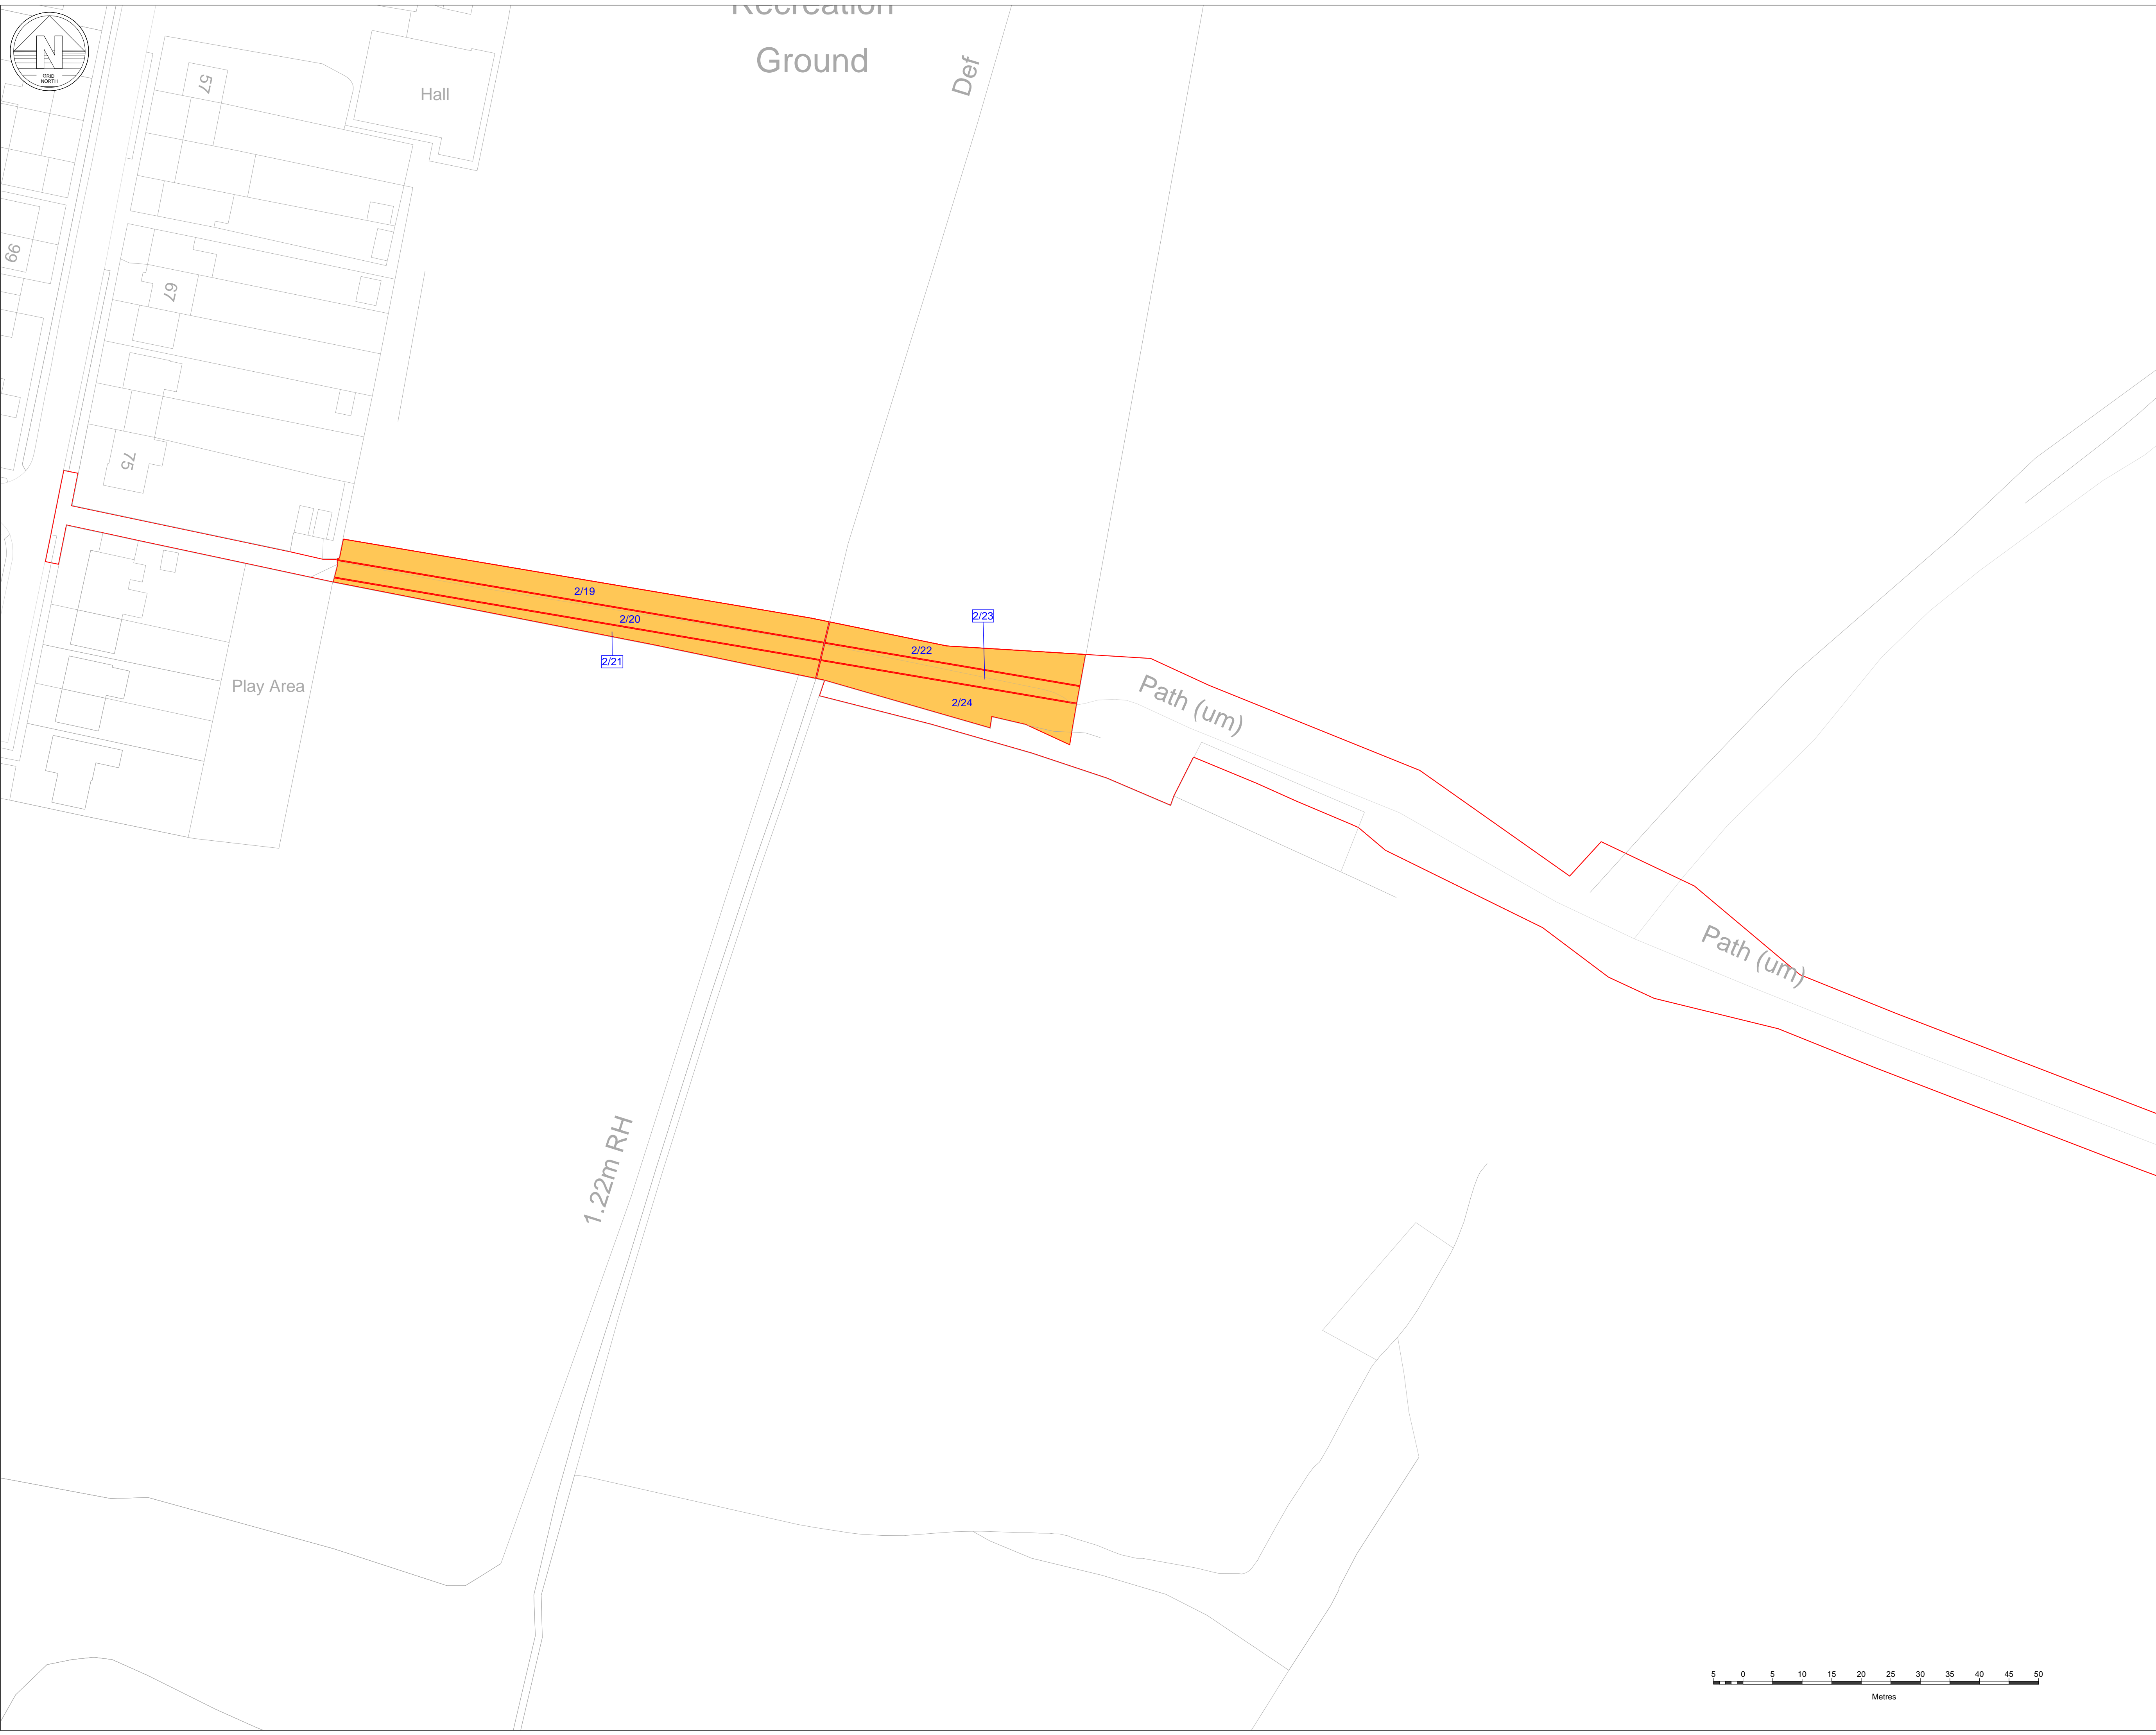 Recreation
Ground
N
GRID
NORTH
57
Hall
Def
99
67
75
2/19
2/20
2/21
2/22
2/23
2/24
Play Area
Path (um)
Path (um)
1.22m RH
5 0 5 10 15 20 25 30 35 40 45 50
Metres